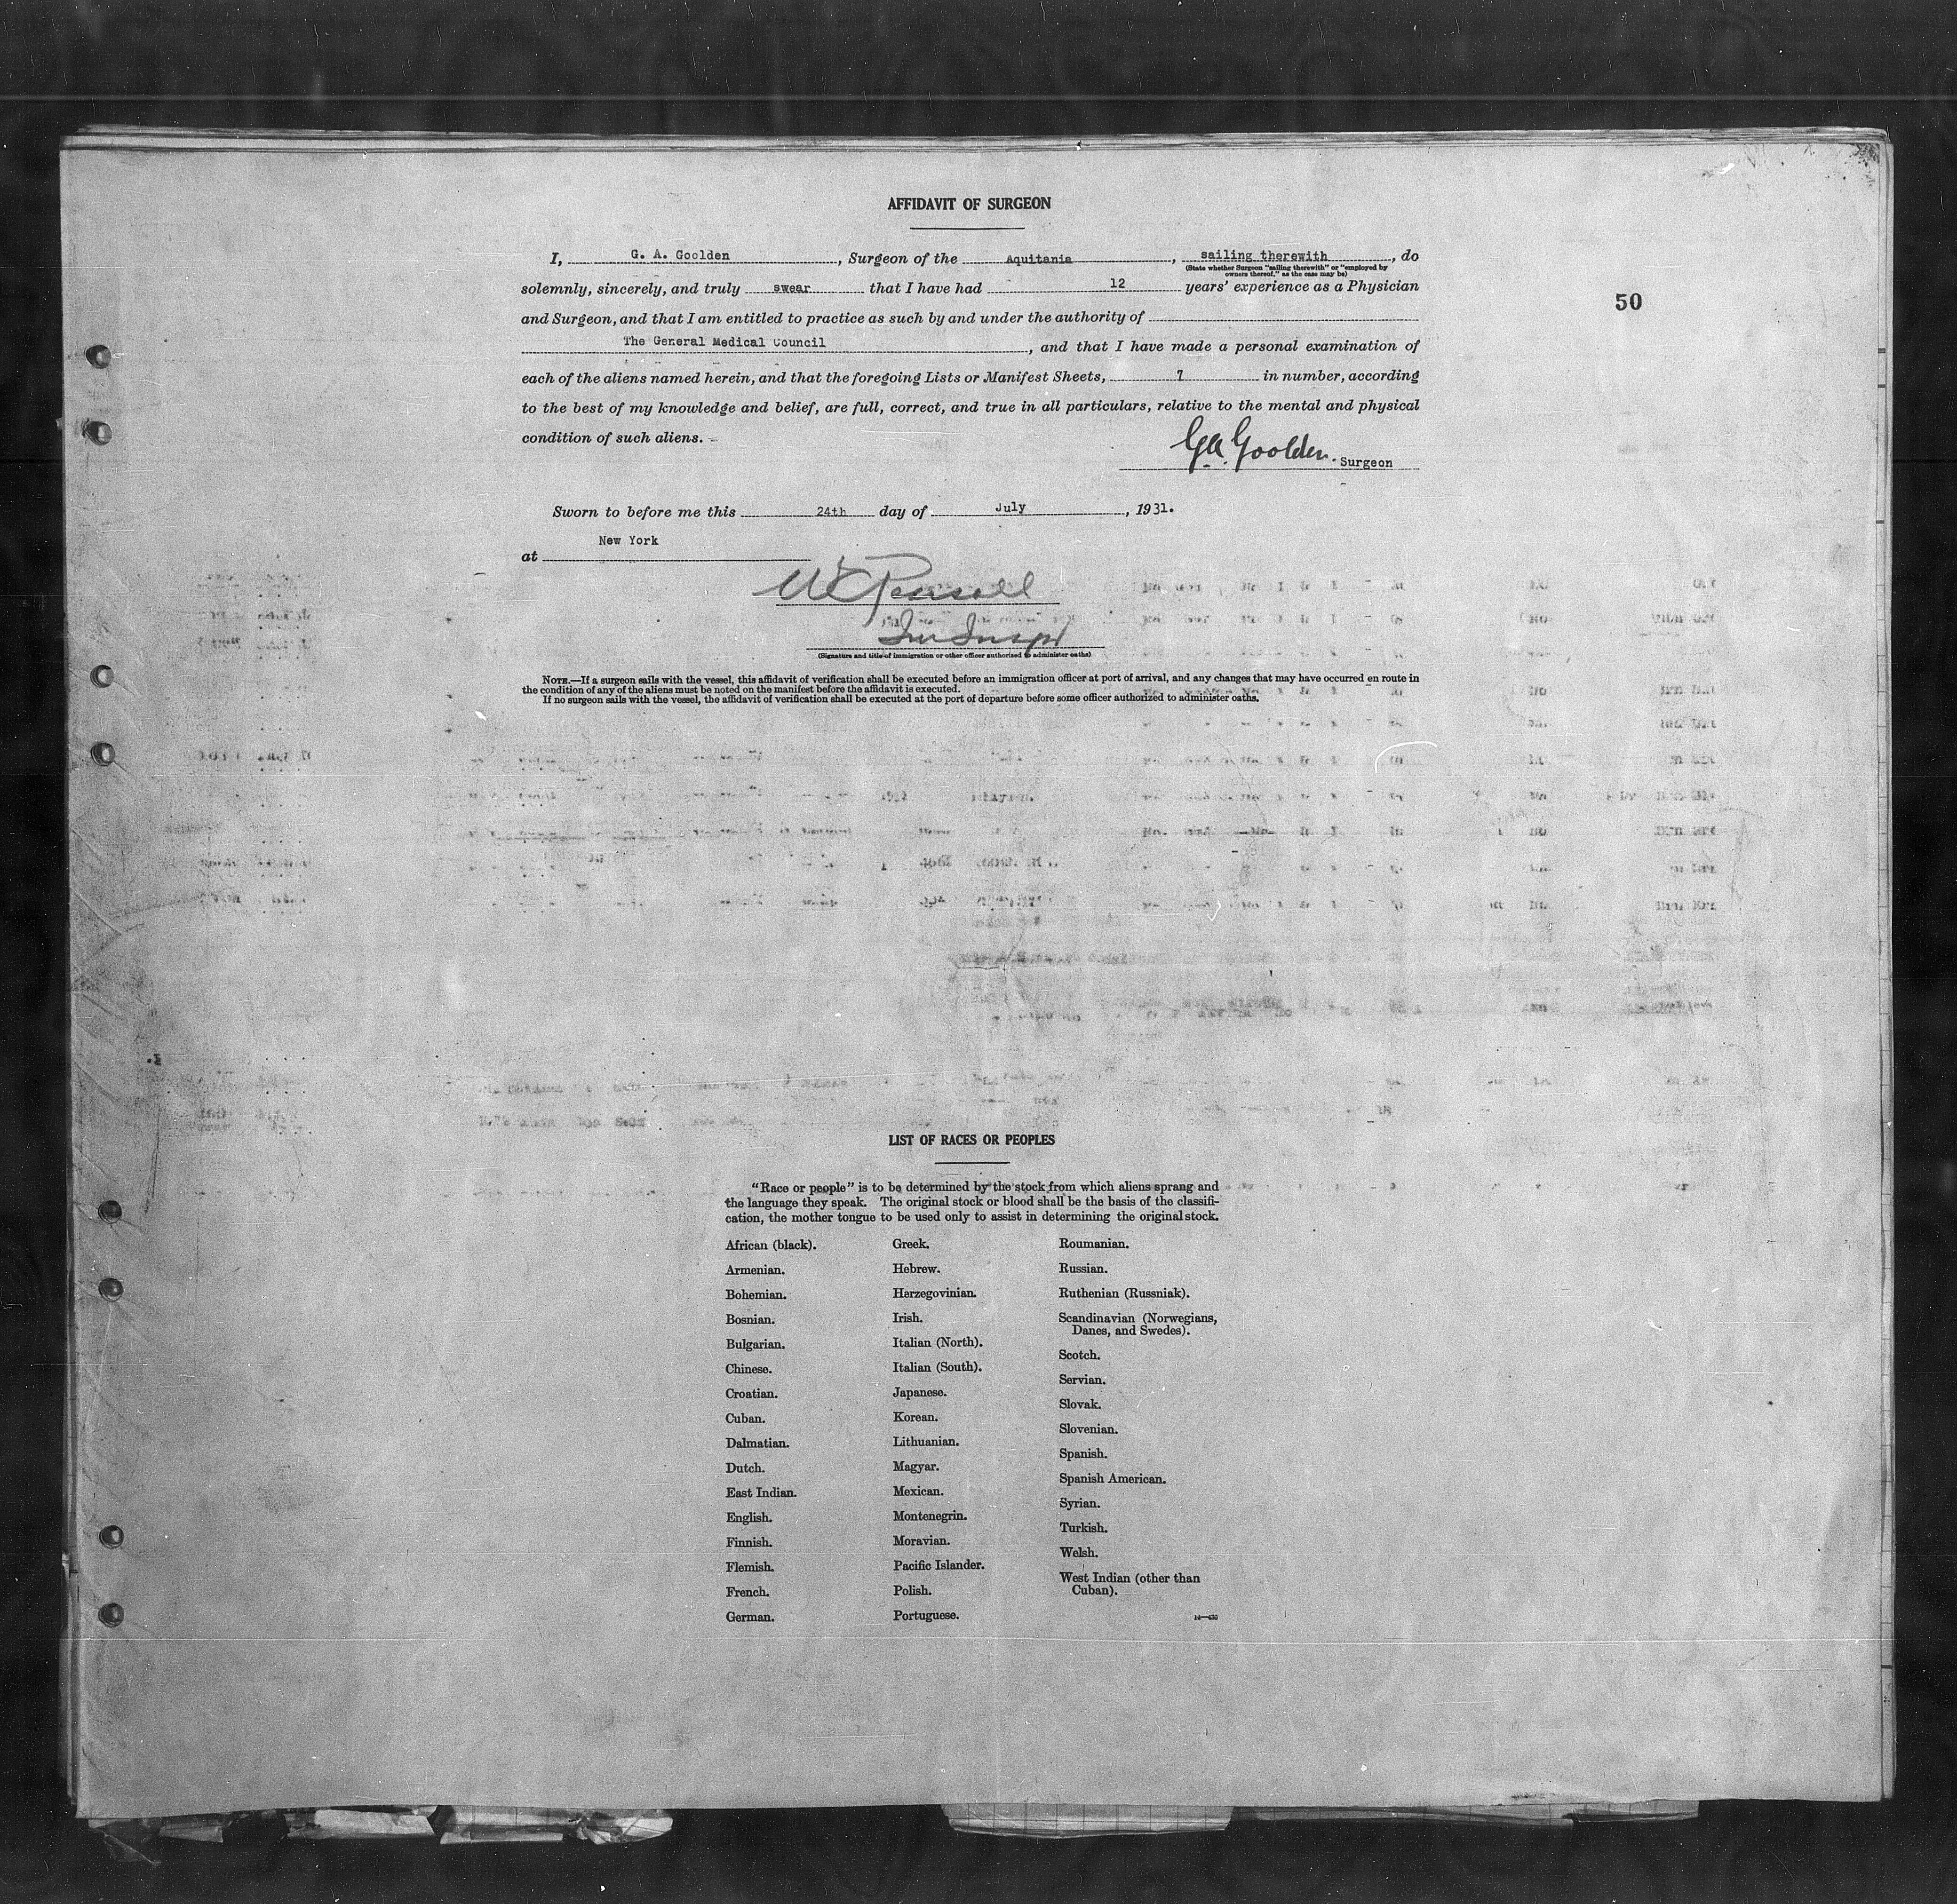 AFFIDAVIT OF SURGEON
I, G. A. Goolden, Surgeon of the Aquitania, sailing therewith, do
(State whether Surgeon "sailing therewith" or "employed by
owners thereof," as the case may be)
solemnly, sincerely, and truly swear that I have had 12 years' experience as a Physician
50
and Surgeon, and that I am entitled to practice as such by and under the authority of
The General Medical Council, and that I have made a personal examination of
each of the aliens named herein, and that the foregoing Lists or Manifest Sheets, 7 in number, according
to the best of my knowledge and belief, are full, correct, and true in all particulars, relative to the mental and physical
condition of such aliens.
G.A. Goolden. Surgeon
Sworn to before me this 24th day of July, 1931.
New York
at
Im Inspr
(Signature and title of immigration or other officer authorized to administer oaths)
NOTE.—If a surgeon sails with the vessel, this affidavit of verification shall be executed before an immigration officer at port of arrival, and any changes that may have occurred en route in
the condition of any of the aliens must be noted on the manifest before the affidavit is executed.
If no surgeon sails with the vessel, the affidavit of verification shall be executed at the port of departure before some officer authorized to administer oaths.
LIST OF RACES OR PEOPLES
"Race or people" is to be determined by the stock from which aliens sprang and
the language they speak. The original stock or blood shall be the basis of the classifi-
cation, the mother tongue to be used only to assist in determining the original stock.
African (black).
Armenian.
Bohemian.
Bosnian.
Bulgarian.
Chinese.
Croatian.
Cuban.
Dalmatian.
Dutch.
East Indian.
English.
Finnish.
Flemish.
French.
German.
Greek.
Hebrew.
Herzegovinian.
Irish.
Italian (North).
Italian (South).
Japanese.
Korean.
Lithuanian.
Magyar.
Mexican.
Montenegrin.
Moravian.
Pacific Islander.
Polish.
Portuguese.
Roumanian.
Russian.
Ruthenian (Russniak).
Scandinavian (Norwegians,
Danes, and Swedes).
Scotch.
Servian.
Slovak.
Slovenian.
Spanish.
Spanish American.
Syrian.
Turkish.
Welsh.
West Indian (other than
Cuban).